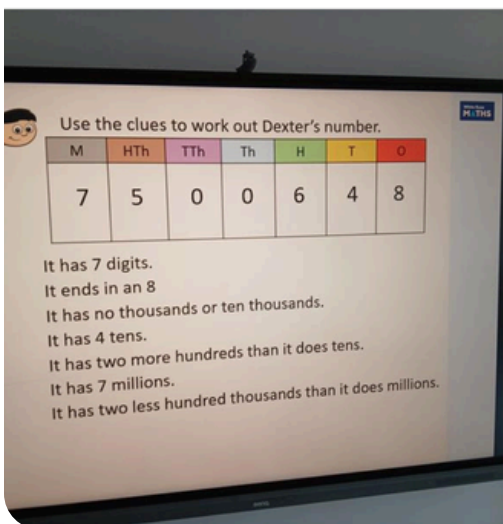 Use the clues to work out Dexter's number.
M HTh TTh Th H T O
7 5 0 0 6 4 8
It has 7 digits.
It ends in an 8
It has no thousands or ten thousands.
It has 4 tens.
It has two more hundreds than it does tens.
It has 7 millions.
It has two less hundred thousands than it does millions.
MATHS